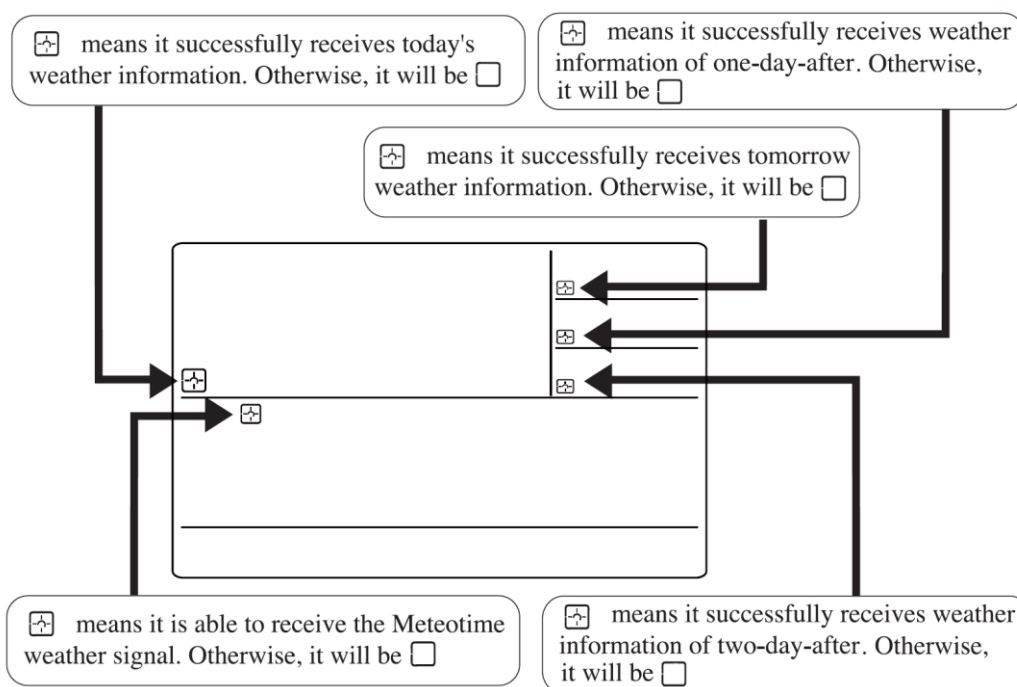 means it successfully receives today's
weather information. Otherwise, it will be
means it successfully receives weather
information of one-day-after. Otherwise,
it will be
means it successfully receives tomorrow
weather information. Otherwise, it will be
means it is able to receive the Meteotime
weather signal. Otherwise, it will be
means it successfully receives weather
information of two-day-after. Otherwise,
it will be